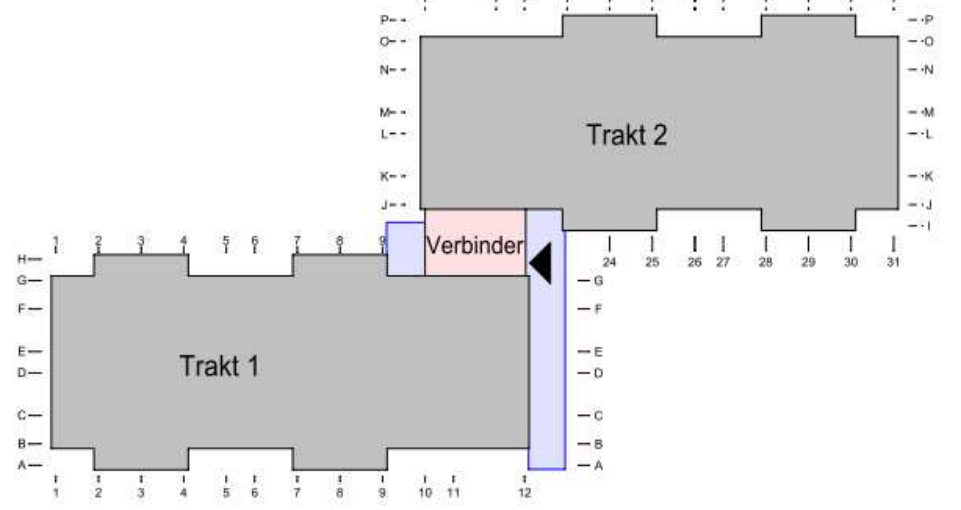 P P
O O
N N
M M
Trakt 2
L L
K K
J J
I
1 2 3 4 5 6 7 8 9
Verbinder
H
24 25 26 27 28 29 30 31
G G
F F
E E
Trakt 1
D D
C C
B B
A A
1 2 3 4 5 6 7 8 9 10 11 12